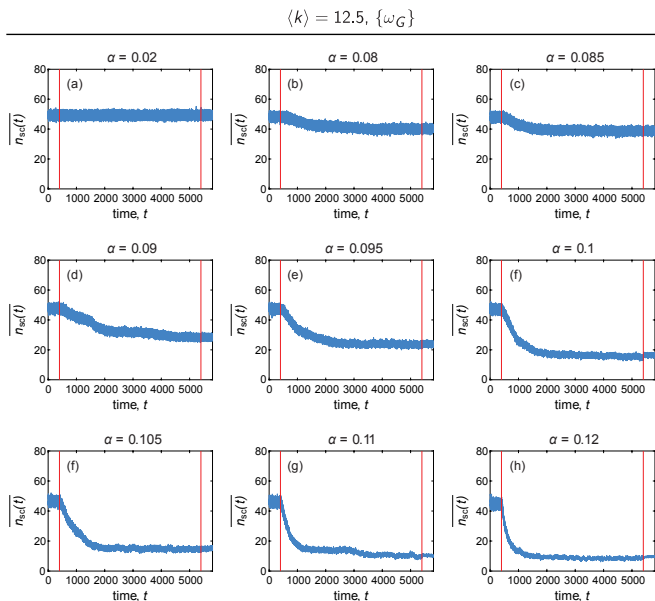 ⟨k⟩ = 12.5, {ω_G}
α = 0.02
α = 0.08
α = 0.085
(a)
(b)
(c)
80
60
40
20
0
n_sc(t)
0 1000 2000 3000 4000 5000
time, t
80
60
40
20
0
n_sc(t)
0 1000 2000 3000 4000 5000
time, t
80
60
40
20
0
n_sc(t)
0 1000 2000 3000 4000 5000
time, t
α = 0.09
α = 0.095
α = 0.1
(d)
(e)
(f)
80
60
40
20
0
n_sc(t)
0 1000 2000 3000 4000 5000
time, t
80
60
40
20
0
n_sc(t)
0 1000 2000 3000 4000 5000
time, t
80
60
40
20
0
n_sc(t)
0 1000 2000 3000 4000 5000
time, t
α = 0.105
α = 0.11
α = 0.12
(f)
(g)
(h)
80
60
40
20
0
n_sc(t)
0 1000 2000 3000 4000 5000
time, t
80
60
40
20
0
n_sc(t)
0 1000 2000 3000 4000 5000
time, t
80
60
40
20
0
n_sc(t)
0 1000 2000 3000 4000 5000
time, t